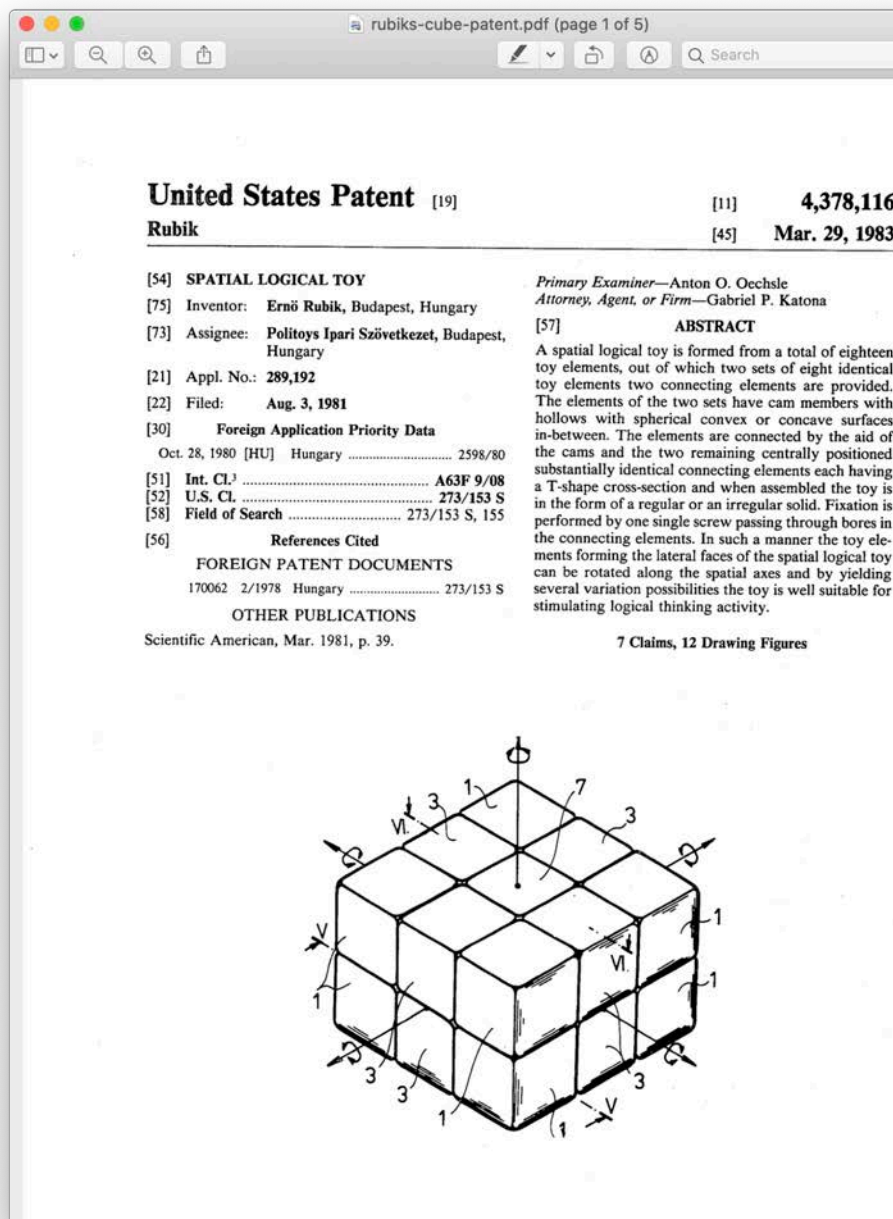 rubiks-cube-patent.pdf (page 1 of 5)
Search
United States Patent [19]
[11] 4,378,116
Rubik
[45] Mar. 29, 1983
[54] SPATIAL LOGICAL TOY
[75] Inventor: Ernö Rubik, Budapest, Hungary
[73] Assignee: Politoys Ipari Szövetkezet, Budapest,
Hungary
[21] Appl. No.: 289,192
[22] Filed: Aug. 3, 1981
[30] Foreign Application Priority Data
Oct. 28, 1980 [HU] Hungary ............................ 2598/80
[51] Int. Cl.³ ............................................. A63F 9/08
[52] U.S. Cl. ............................................. 273/153 S
[58] Field of Search ........................... 273/153 S, 155
[56] References Cited
FOREIGN PATENT DOCUMENTS
170062 2/1978 Hungary ........................... 273/153 S
OTHER PUBLICATIONS
Scientific American, Mar. 1981, p. 39.
Primary Examiner—Anton O. Oechsle
Attorney, Agent, or Firm—Gabriel P. Katona
[57] ABSTRACT
A spatial logical toy is formed from a total of eighteen
toy elements, out of which two sets of eight identical
toy elements two connecting elements are provided.
The elements of the two sets have cam members with
hollows with spherical convex or concave surfaces
in-between. The elements are connected by the aid of
the cams and the two remaining centrally positioned
substantially identical connecting elements each having
a T-shape cross-section and when assembled the toy is
in the form of a regular or an irregular solid. Fixation is
performed by one single screw passing through bores in
the connecting elements. In such a manner the toy ele-
ments forming the lateral faces of the spatial logical toy
can be rotated along the spatial axes and by yielding
several variation possibilities the toy is well suitable for
stimulating logical thinking activity.
7 Claims, 12 Drawing Figures
1
7
3
3
VI.
V
1
VI.
1
1
3
3
3
3
1
1
V